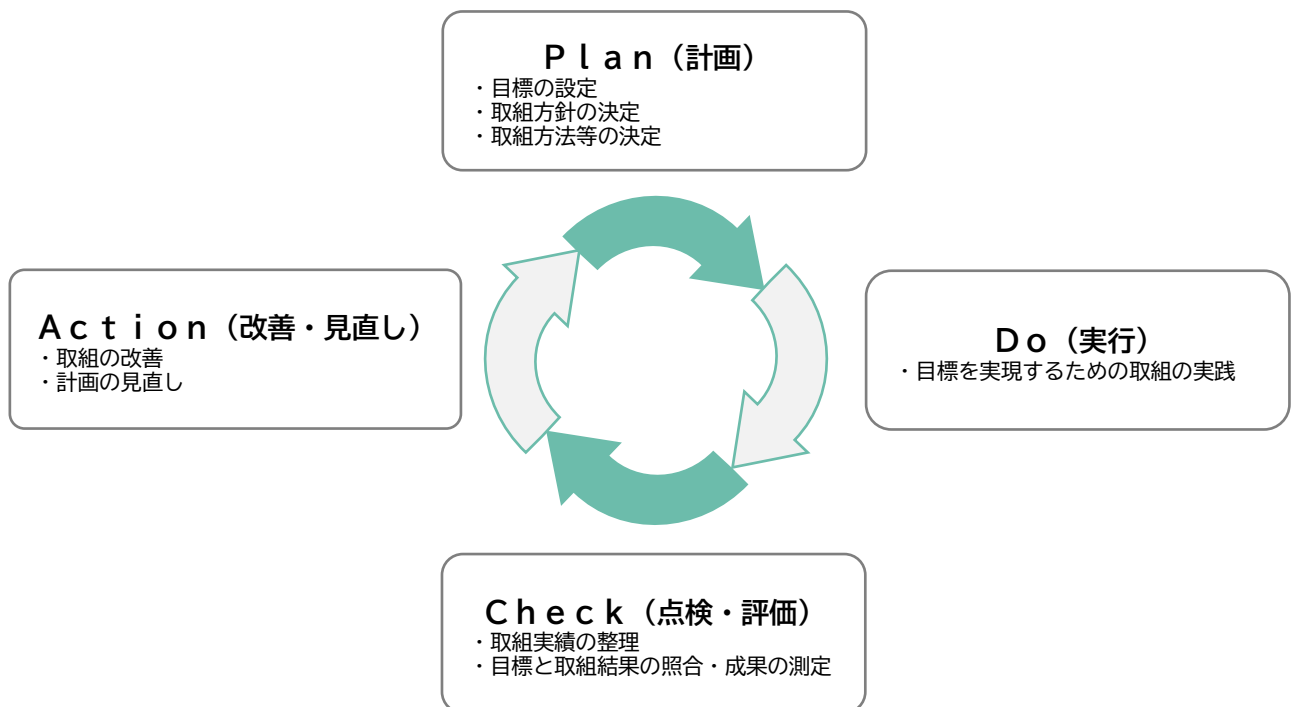 Ｐｌａｎ（計画）
・目標の設定
・取組方針の決定
・取組方法等の決定
Ａｃｔｉｏｎ（改善・見直し）
・取組の改善
・計画の見直し
Ｄｏ（実行）
・目標を実現するための取組の実践
Ｃｈｅｃｋ（点検・評価）
・取組実績の整理
・目標と取組結果の照合・成果の測定